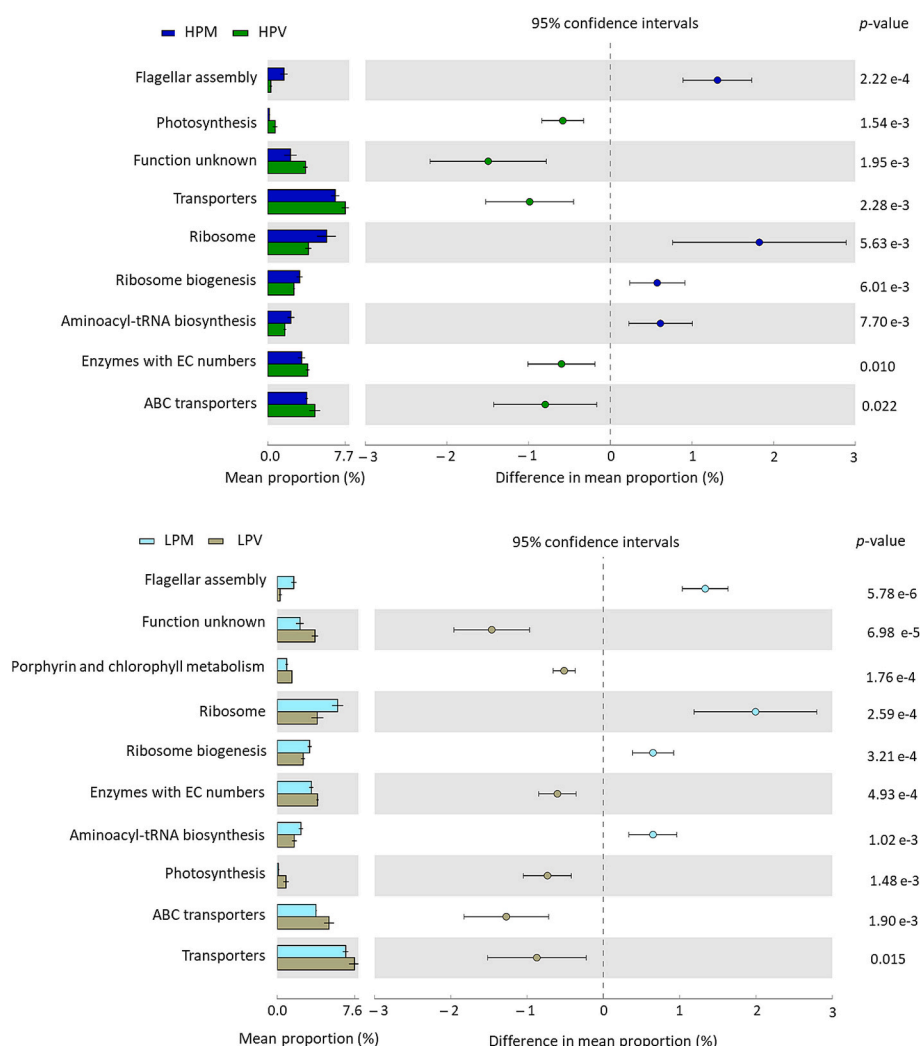 95% confidence intervals
p-value
HPM HPV
Flagellar assembly 2.22 e-4
Photosynthesis 1.54 e-3
Function unknown 1.95 e-3
Transporters 2.28 e-3
Ribosome 5.63 e-3
Ribosome biogenesis 6.01 e-3
Aminoacyl-tRNA biosynthesis 7.70 e-3
Enzymes with EC numbers 0.010
ABC transporters 0.022
0.0 7.7 −3 −2 −1 0 1 2 3
Mean proportion (%) Difference in mean proportion (%)
LPM LPV 95% confidence intervals p-value
Flagellar assembly 5.78 e-6
Function unknown 6.98 e-5
Porphyrin and chlorophyll metabolism 1.76 e-4
Ribosome 2.59 e-4
Ribosome biogenesis 3.21 e-4
Enzymes with EC numbers 4.93 e-4
Aminoacyl-tRNA biosynthesis 1.02 e-3
Photosynthesis 1.48 e-3
ABC transporters 1.90 e-3
Transporters 0.015
0.0 7.6 −3 −2 −1 0 1 2 3
Mean proportion (%) Difference in mean proportion (%)